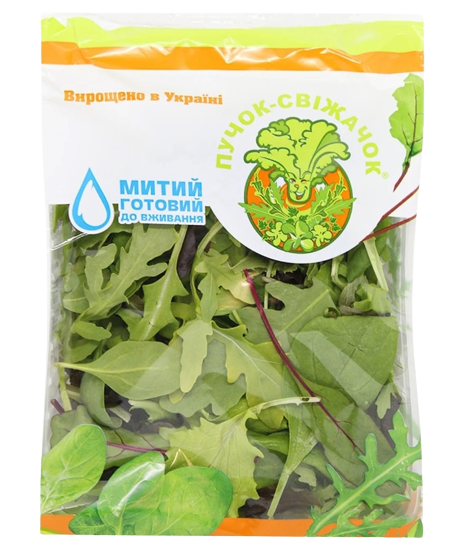 Вирощено в Україні
ПУЧОК-СВІЖАЧОК®
МИТИЙ
ГОТОВИЙ
ДО ВЖИВАННЯ